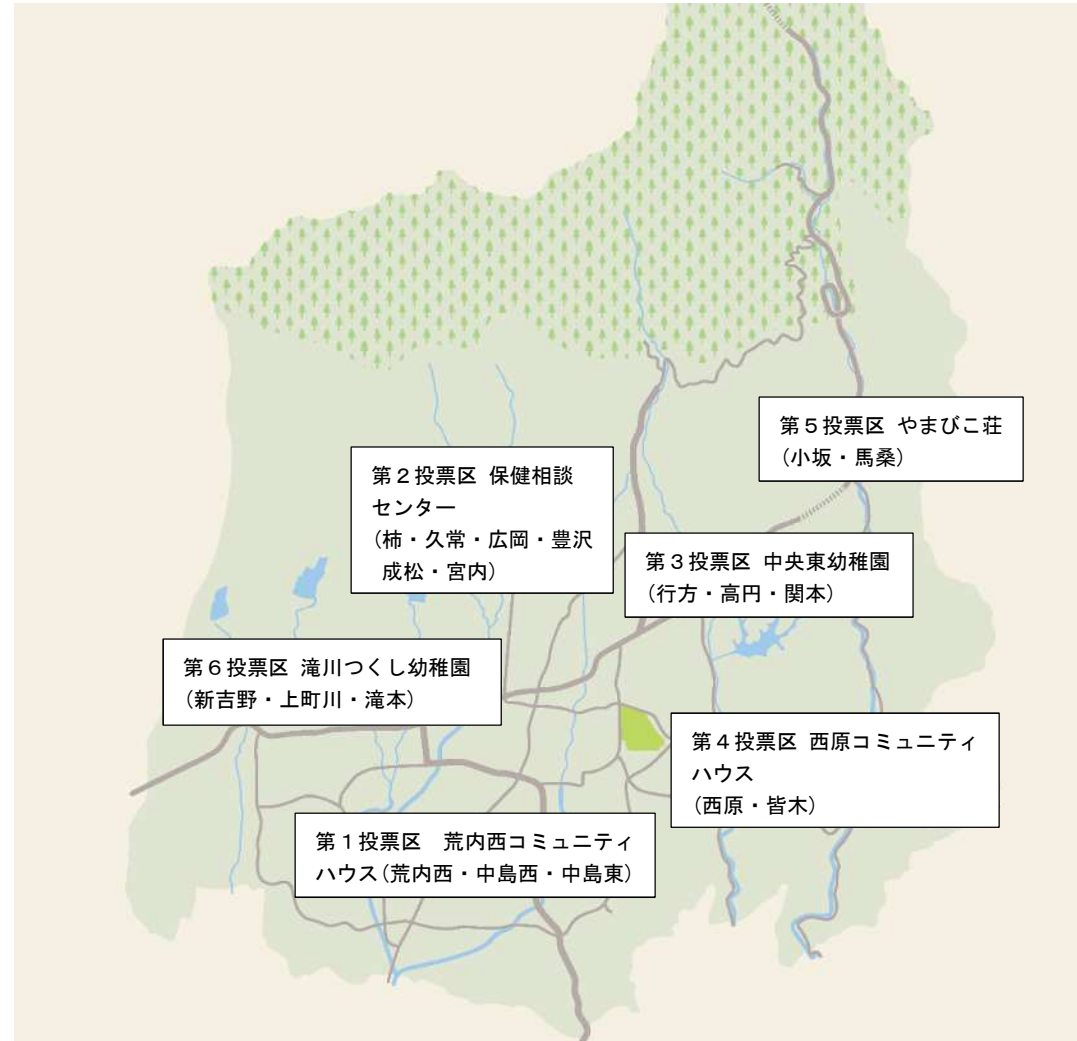 第５投票区 やまびこ荘
（小坂・馬桑）
第２投票区 保健相談
センター
（柿・久常・広岡・豊沢
成松・宮内）
第３投票区 中央東幼稚園
（行方・高円・関本）
第６投票区 滝川つくし幼稚園
（新吉野・上町川・滝本）
第４投票区 西原コミュニティ
ハウス
（西原・皆木）
第１投票区　荒内西コミュニティ
ハウス（荒内西・中島西・中島東）